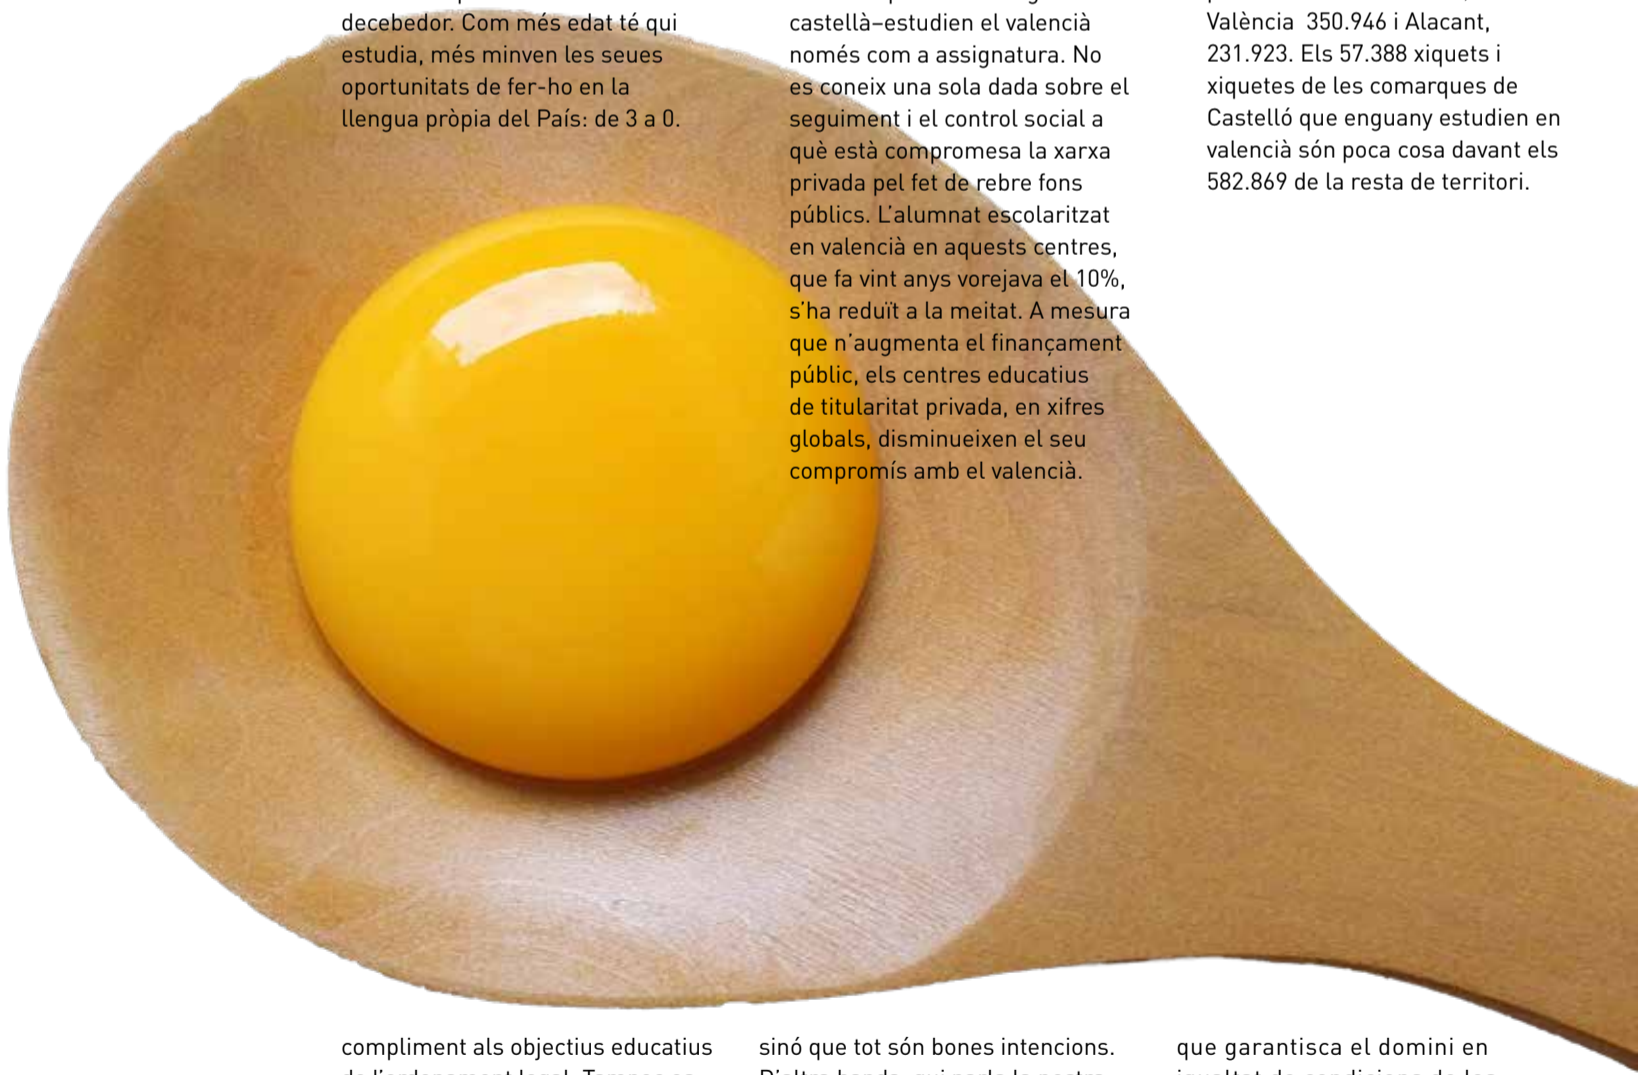 decebedor. Com més edat té qui
estudia, més minven les seues
oportunitats de fer-ho en la
llengua pròpia del País: de 3 a 0.
castellà–estudien el valencià
només com a assignatura. No
es coneix una sola dada sobre el
seguiment i el control social a
què està compromesa la xarxa
privada pel fet de rebre fons
públics. L’alumnat escolaritzat
en valencià en aquests centres,
que fa vint anys vorejava el 10%,
s’ha reduït a la meitat. A mesura
que n’augmenta el finançament
públic, els centres educatius
de titularitat privada, en xifres
globals, disminueixen el seu
compromís amb el valencià.
València 350.946 i Alacant,
231.923. Els 57.388 xiquets i
xiquetes de les comarques de
Castelló que enguany estudien en
valencià són poca cosa davant els
582.869 de la resta de territori.
compliment als objectius educatius
sinó que tot són bones intencions.
que garantisca el domini en